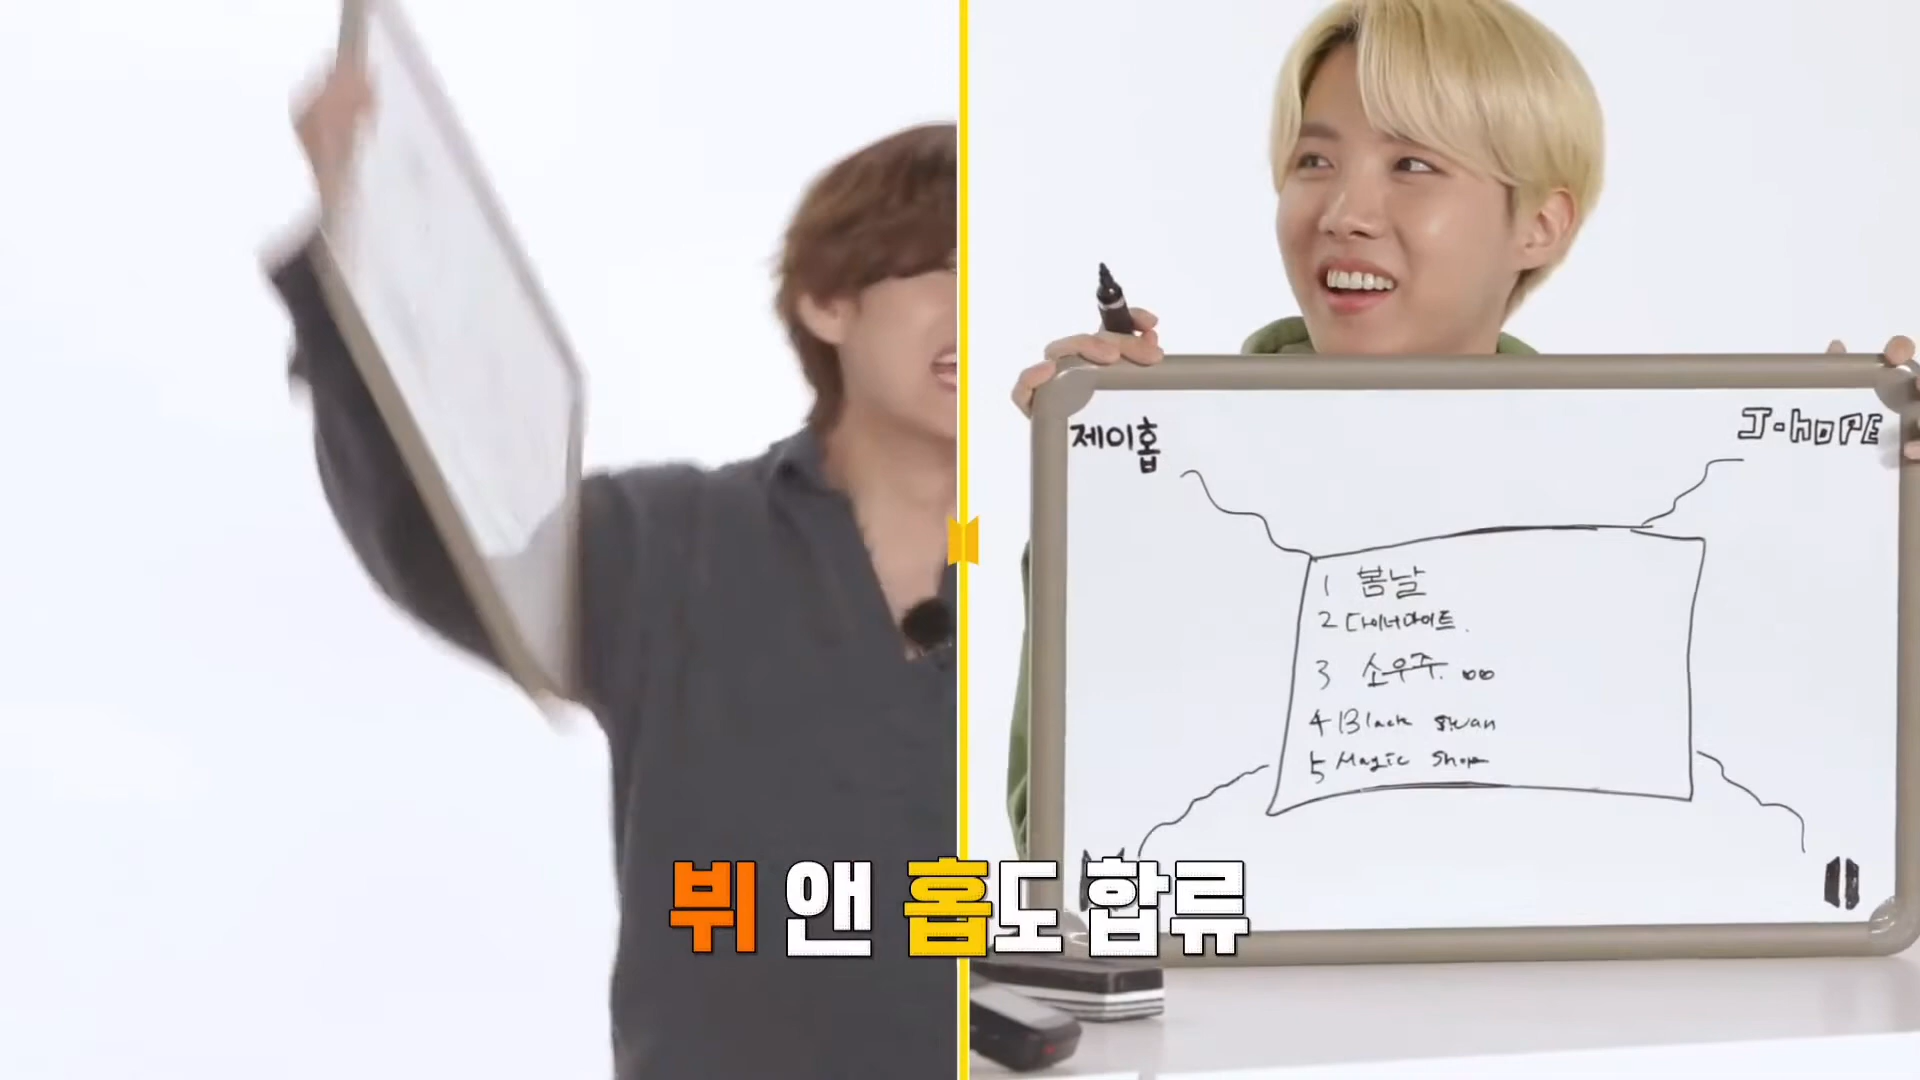 제이홉
J-hOPE
1 봄날
2 다이너마이트.
3 소우주.
4 Black swan
5 Magic Shop
뷔 앤 홉도 합류